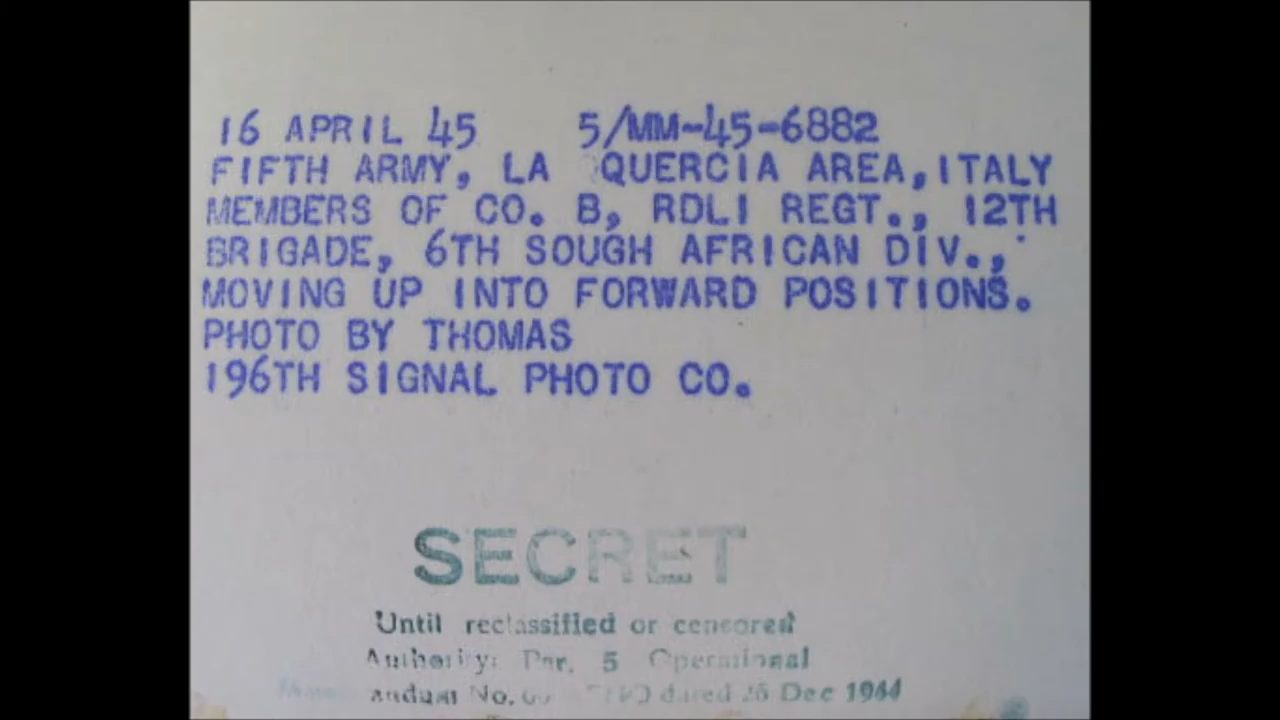 16 APRIL 45 5/MM-45-6882
FIFTH ARMY, LA QUERCIA AREA,ITALY
MEMBERS OF CO. B, RDLI REGT., 12TH
BRIGADE, 6TH SOUGH AFRICAN DIV.,
MOVING UP INTO FORWARD POSITIONS.
PHOTO BY THOMAS
196TH SIGNAL PHOTO CO.
SECRET
Until reclassified or censored
Authority: Par. 5 Operational
andum No. dated 26 Dec 1944